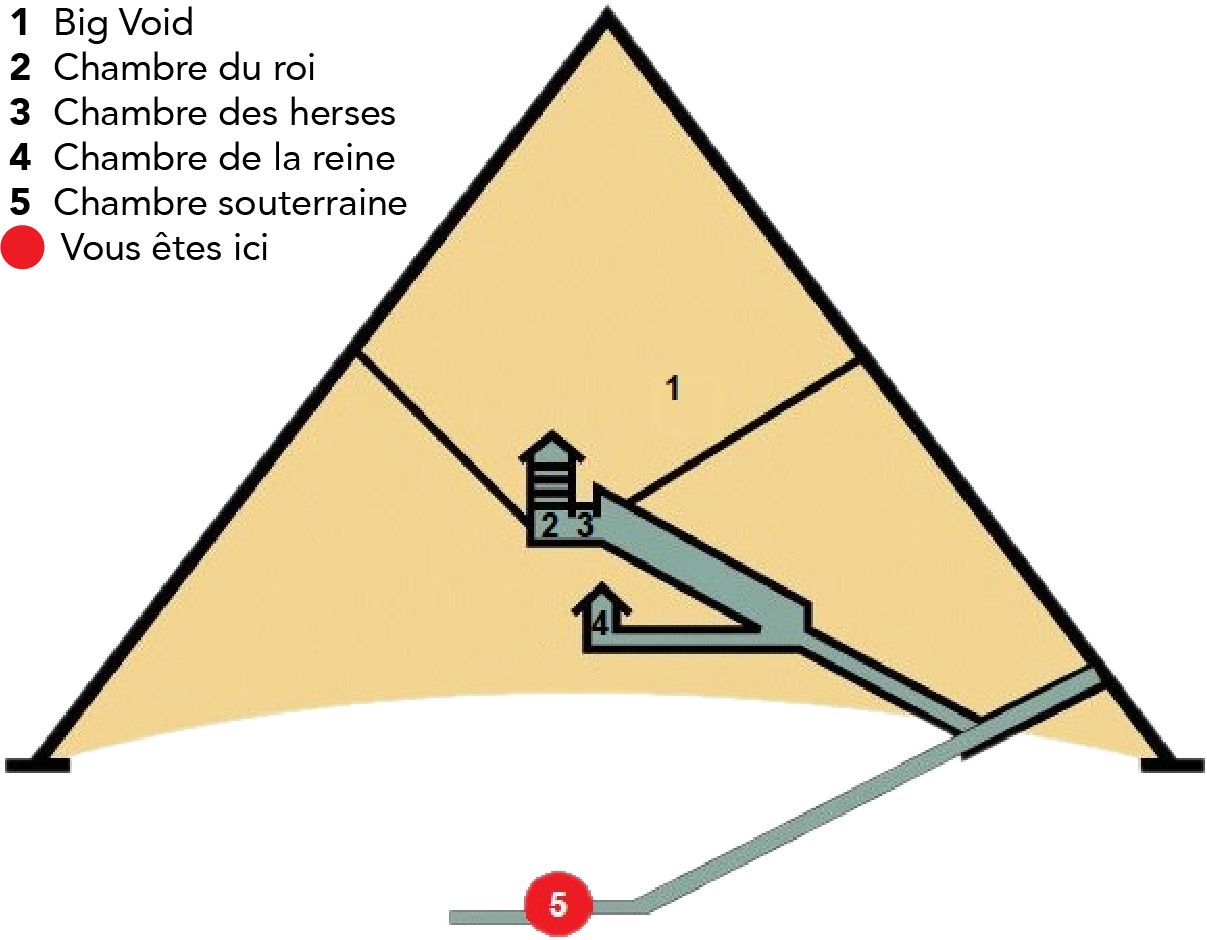 1 Big Void
2 Chambre du roi
3 Chambre des herses
4 Chambre de la reine
5 Chambre souterraine
Vous êtes ici
1
2 3
4
5